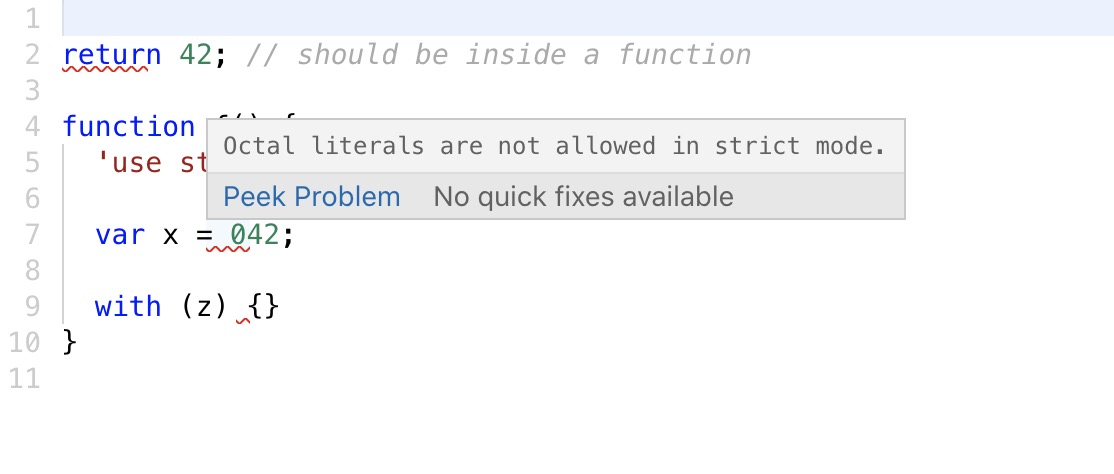 1
2 return 42; // should be inside a function
3
4 function
Octal literals are not allowed in strict mode.
5 'use st
6
Peek Problem No quick fixes available
7 var x = 042;
8
9 with (z) {}
10 }
11